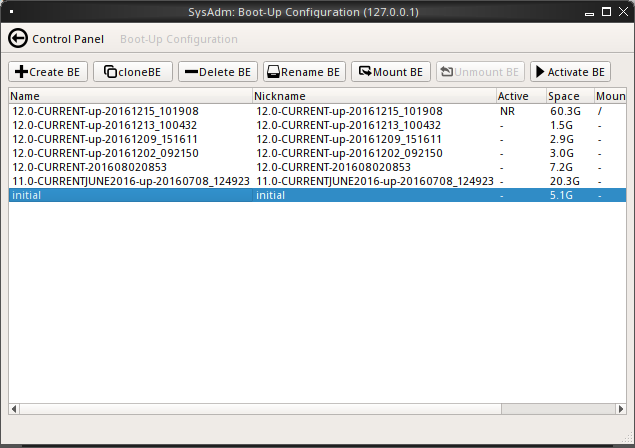 SysAdm: Boot-Up Configuration (127.0.0.1)
Control Panel Boot-Up Configuration
Create BE cloneBE Delete BE Rename BE Mount BE Unmount BE Activate BE
Name Nickname Active Space Moun
12.0-CURRENT-up-20161215_101908 12.0-CURRENT-up-20161215_101908 NR 60.3G /
12.0-CURRENT-up-20161213_100432 12.0-CURRENT-up-20161213_100432 - 1.5G -
12.0-CURRENT-up-20161209_151611 12.0-CURRENT-up-20161209_151611 - 2.9G -
12.0-CURRENT-up-20161202_092150 12.0-CURRENT-up-20161202_092150 - 3.0G -
12.0-CURRENT-201608020853 12.0-CURRENT-201608020853 - 7.2G -
11.0-CURRENTJUNE2016-up-20160708_124923 11.0-CURRENTJUNE2016-up-20160708_124923 - 20.3G -
initial initial - 5.1G -